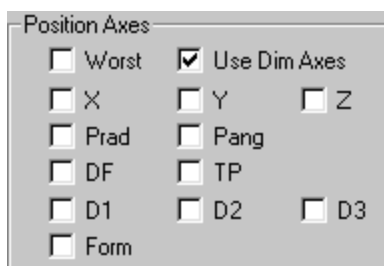 Position Axes
Worst Use Dim Axes
X Y Z
Prad Pang
DF TP
D1 D2 D3
Form